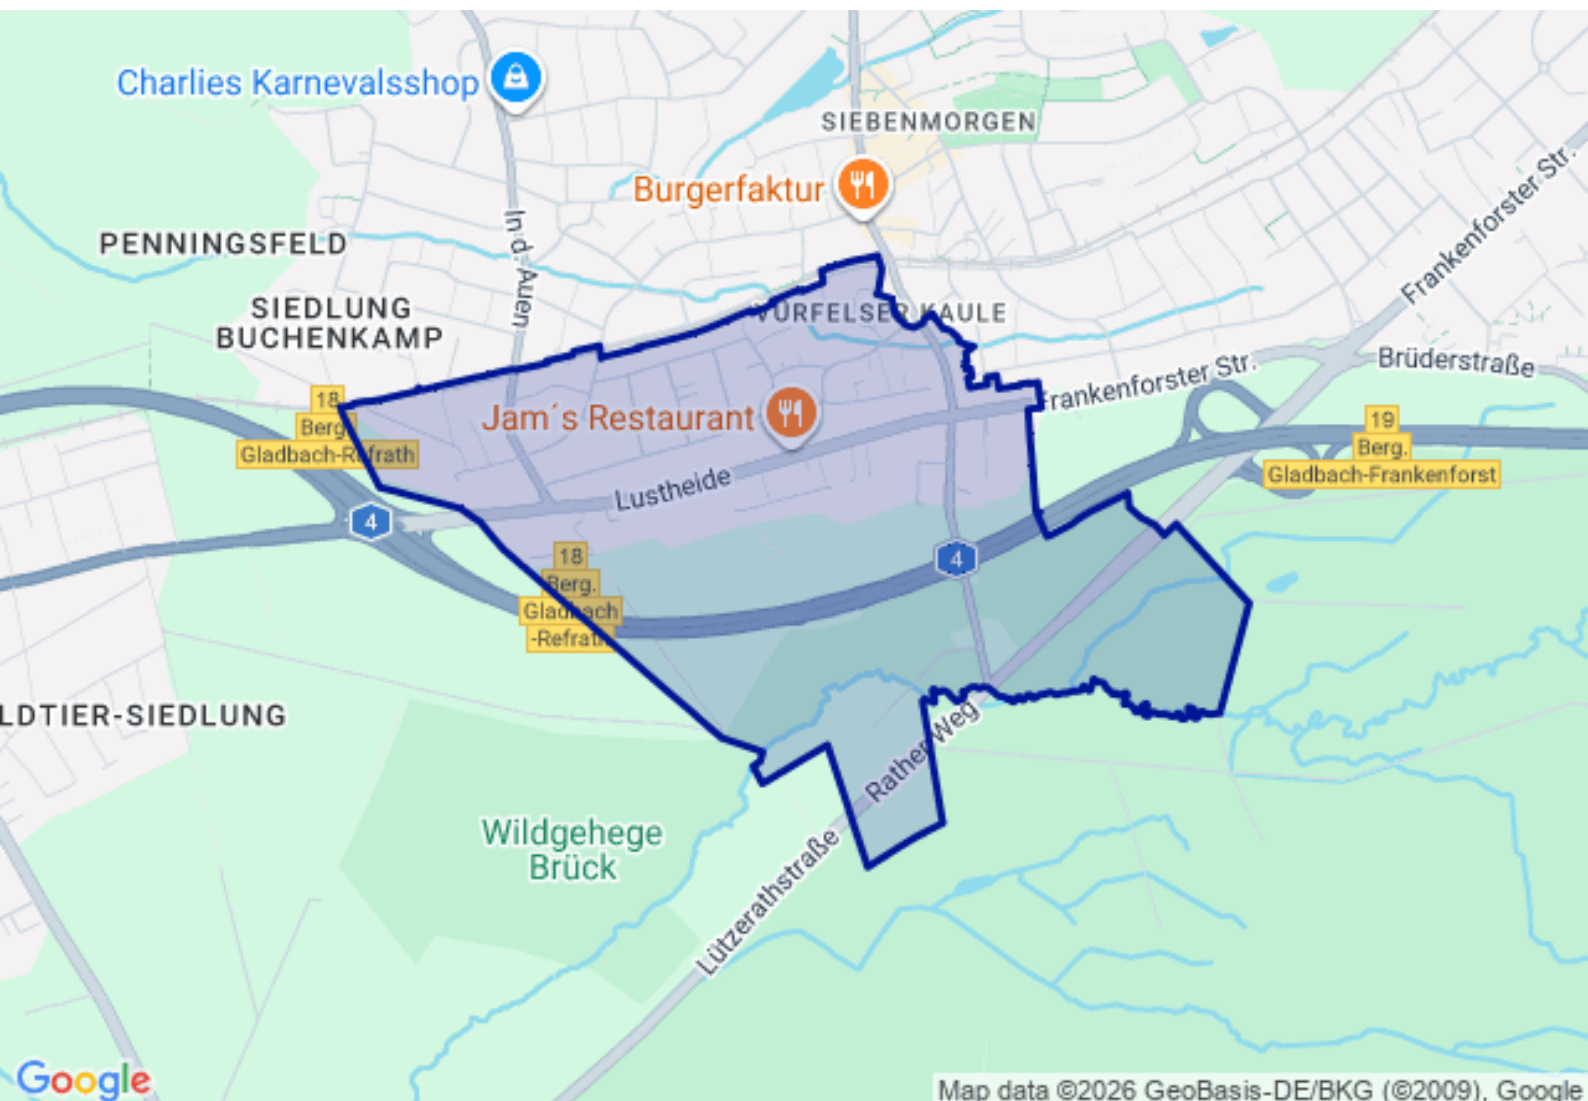 Charlies Karnevalsshop
SIEBENMORGEN
Burgerfaktur
Frankenforster Str.
PENNINGSFELD
In d. Auen
SIEDLUNG
BUCHENKAMP
VÜRFELSER KAULE
Frankenforster Str.
Brüderstraße
18
Berg.
Gladbach-Refrath
Jam´s Restaurant
19
Berg.
Gladbach-Frankenforst
Lustheide
4
18
Berg.
Gladbach
-Refrath
4
LDTIER-SIEDLUNG
Rather Weg
Wildgehege
Brück
Lützerathstraße
Google
Map data ©2026 GeoBasis-DE/BKG (©2009), Google